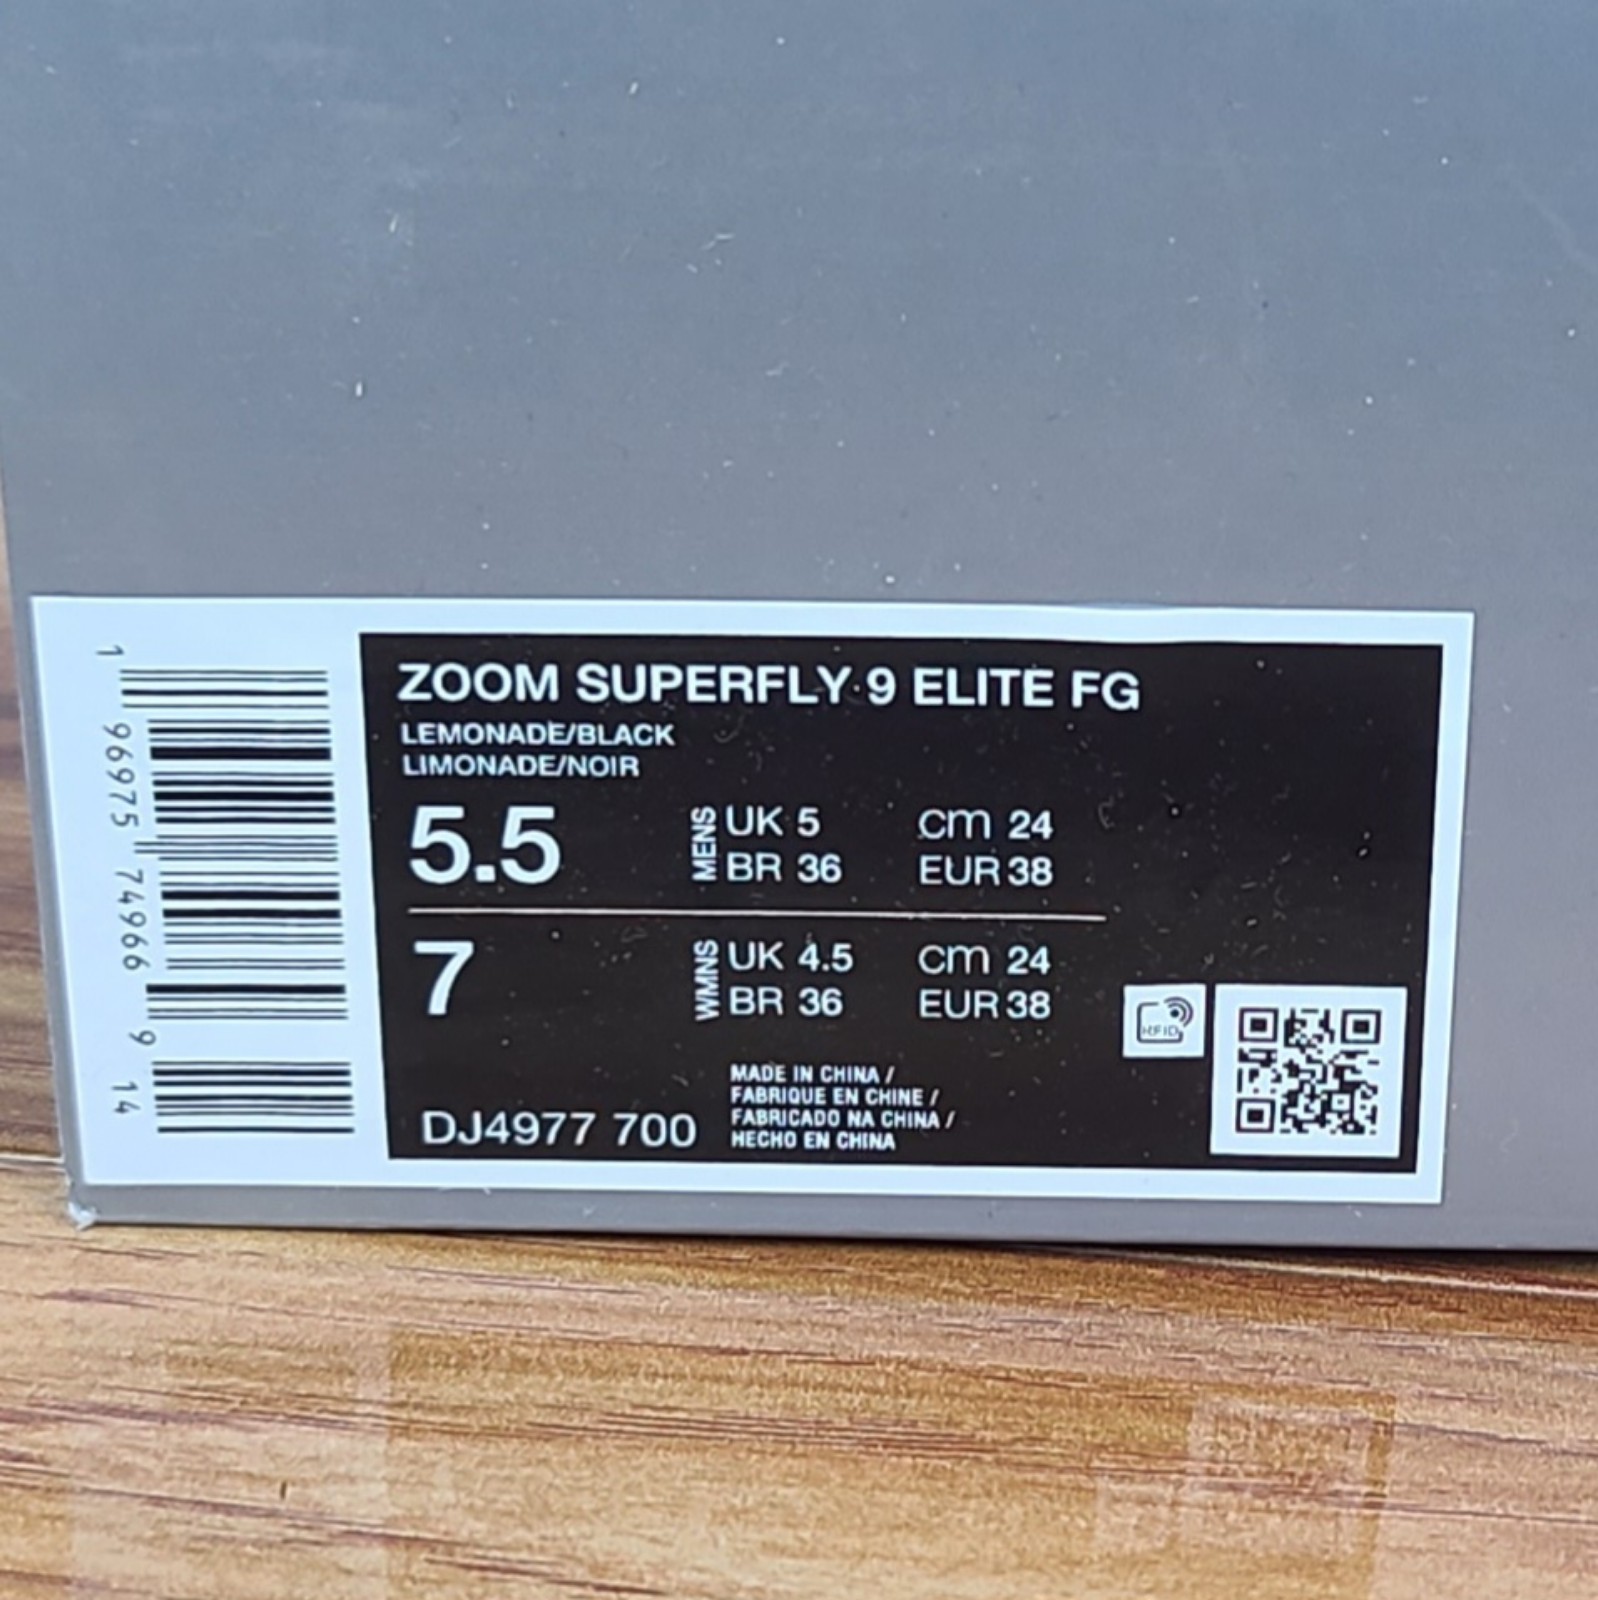 ZOOM SUPERFLY 9 ELITE FG
LEMONADE/BLACK
LIMONADE/NOIR
5.5 MENS UK 5 cm 24
BR 36 EUR 38
7 WMNS UK 4.5 cm 24
BR 36 EUR 38
RFID
MADE IN CHINA /
FABRIQUE EN CHINE /
FABRICADO NA CHINA /
HECHO EN CHINA
DJ4977 700
1 96975 74966 9 14